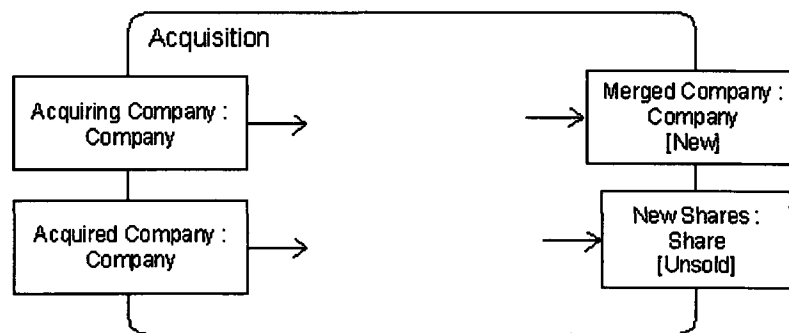 Acquisition
Acquiring Company :
Company
Merged Company :
Company
[New]
Acquired Company :
Company
New Shares :
Share
[Unsold]